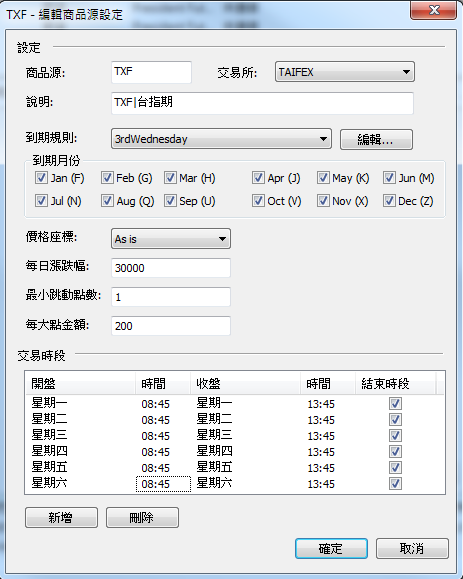 TXF - 編輯商品源設定
設定
商品源: TXF 交易所: TAIFEX
說明: TXF|台指期
到期規則: 3rdWednesday 編輯...
到期月份
Jan (F) Feb (G) Mar (H) Apr (J) May (K) Jun (M)
Jul (N) Aug (Q) Sep (U) Oct (V) Nov (X) Dec (Z)
價格座標: As is
每日漲跌幅: 30000
最小跳動點數: 1
每大點金額: 200
交易時段
開盤 時間 收盤 時間 結束時段
星期一 08:45 星期一 13:45
星期二 08:45 星期二 13:45
星期三 08:45 星期三 13:45
星期四 08:45 星期四 13:45
星期五 08:45 星期五 13:45
星期六 08:45 星期六 13:45
新增 刪除
確定 取消